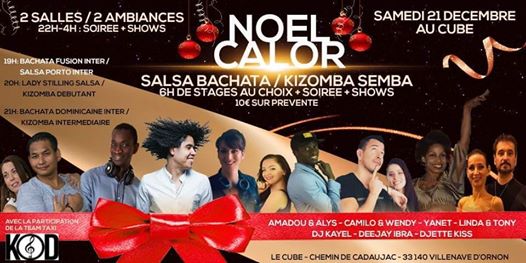 2 SALLES / 2 AMBIANCES
22H-4H : SOIREE + SHOWS
19H: BACHATA FUSION INTER /
SALSA PORTO INTER
20H: LADY STILLING SALSA /
KIZOMBA DEBUTANT
21H: BACHATA DOMINICAINE INTER /
KIZOMBA INTERMEDIAIRE
NOEL
CALOR
SALSA BACHATA / KIZOMBA SEMBA
6H DE STAGES AU CHOIX + SOIREE + SHOWS
10€ SUR PREVENTE
SAMEDI 21 DECEMBRE
AU CUBE
AVEC LA PARTICIPATION
DE LA TEAM TAXI
KOD
AMADOU & ALYS - CAMILO & WENDY - YANET - LINDA & TONY
DJ KAYEL - DEEJAY IBRA - DJETTE KISS
LE CUBE - CHEMIN DE CADAUJAC - 33 140 VILLENAVE D'ORNON